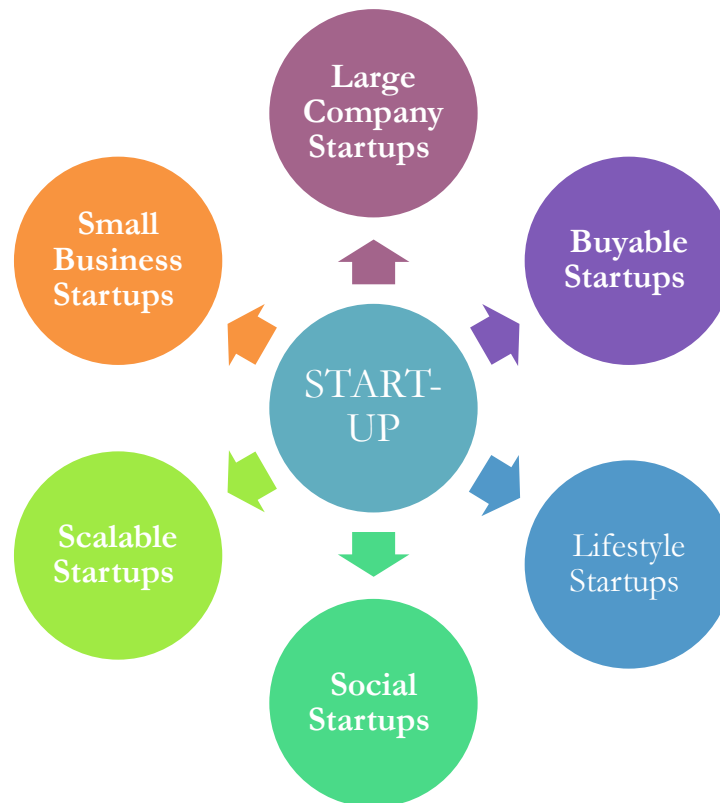 Large
Company
Startups
Small
Business
Startups
Buyable
Startups
START-
UP
Scalable
Startups
Lifestyle
Startups
Social
Startups